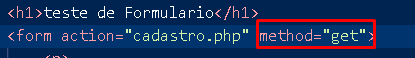 <h1>teste de Formulario</h1>
<form action="cadastro.php" method="get">
<p>